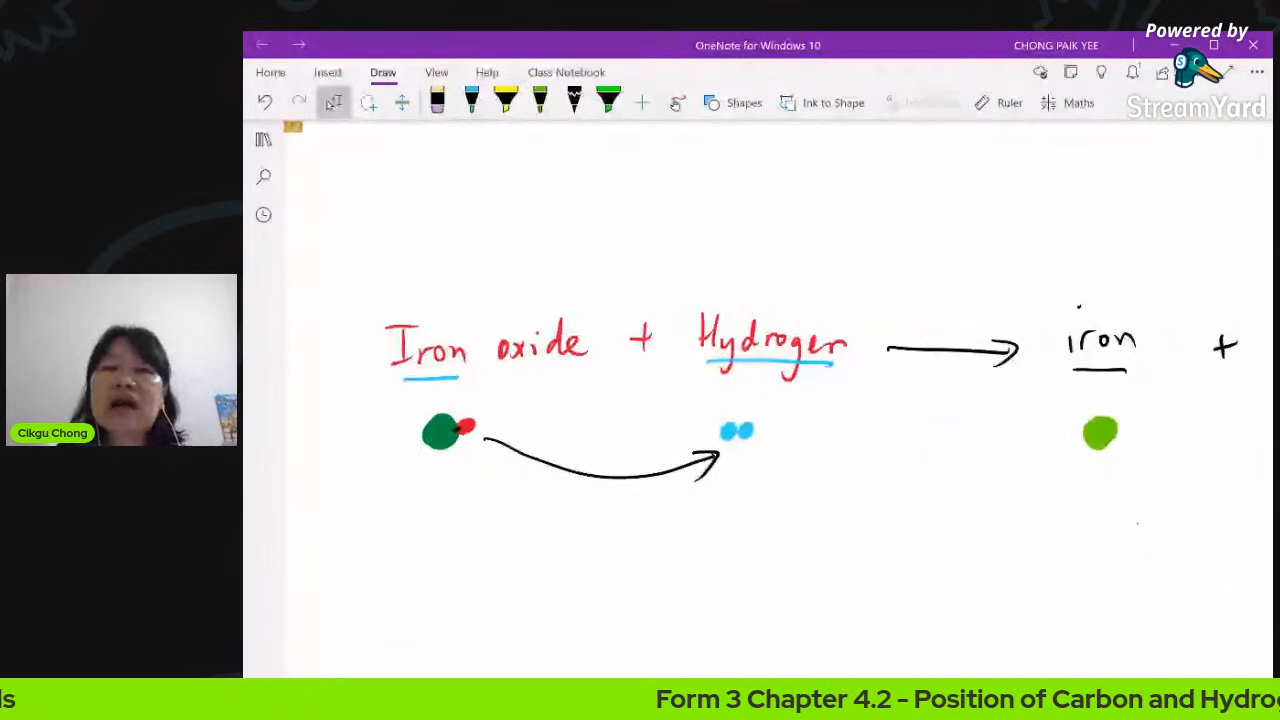 Powered by
StreamYard
OneNote for Windows 10
CHONG PAIK YEE
Home Insert Draw View Help Class Notebook
Shapes Ink to Shape Ruler Maths
Iron oxide + Hydrogen → iron +
Cikgu Chong
ls Form 3 Chapter 4.2 - Position of Carbon and Hydrog